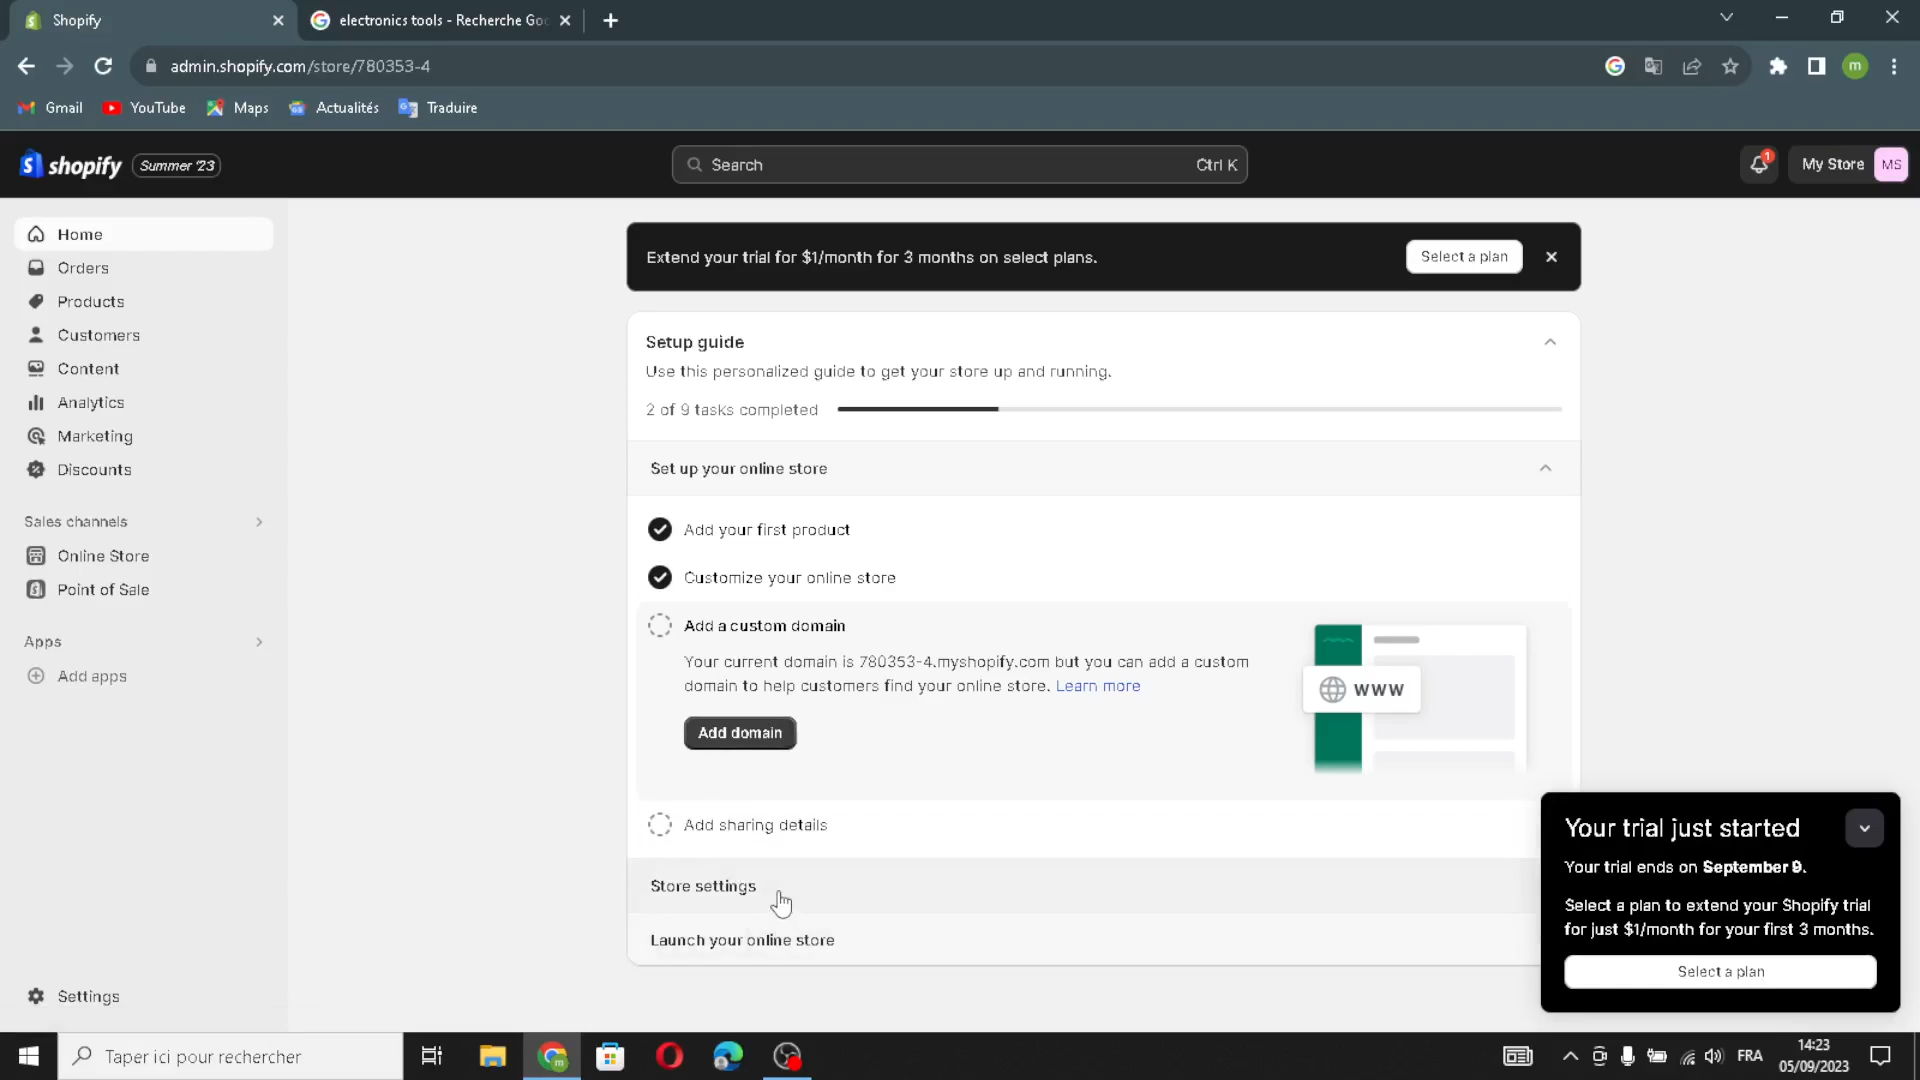 Shopify
electronics tools - Recherche Goo
admin.shopify.com/store/780353-4
m
Gmail
YouTube
Maps
Actualités
Traduire
shopify
Summer '23
Search
Ctrl K
1
My Store
MS
Home
Orders
Products
Customers
Content
Analytics
Marketing
Discounts
Sales channels
Online Store
Point of Sale
Apps
Add apps
Settings
Extend your trial for $1/month for 3 months on select plans.
Select a plan
Setup guide
Use this personalized guide to get your store up and running.
2 of 9 tasks completed
Set up your online store
Add your first product
Customize your online store
Add a custom domain
Your current domain is 780353-4.myshopify.com but you can add a custom
domain to help customers find your online store. Learn more
Add domain
www
Add sharing details
Store settings
Launch your online store
Your trial just started
Your trial ends on September 9.
Select a plan to extend your Shopify trial
for just $1/month for your first 3 months.
Select a plan
Taper ici pour rechercher
FRA
14:23
05/09/2023